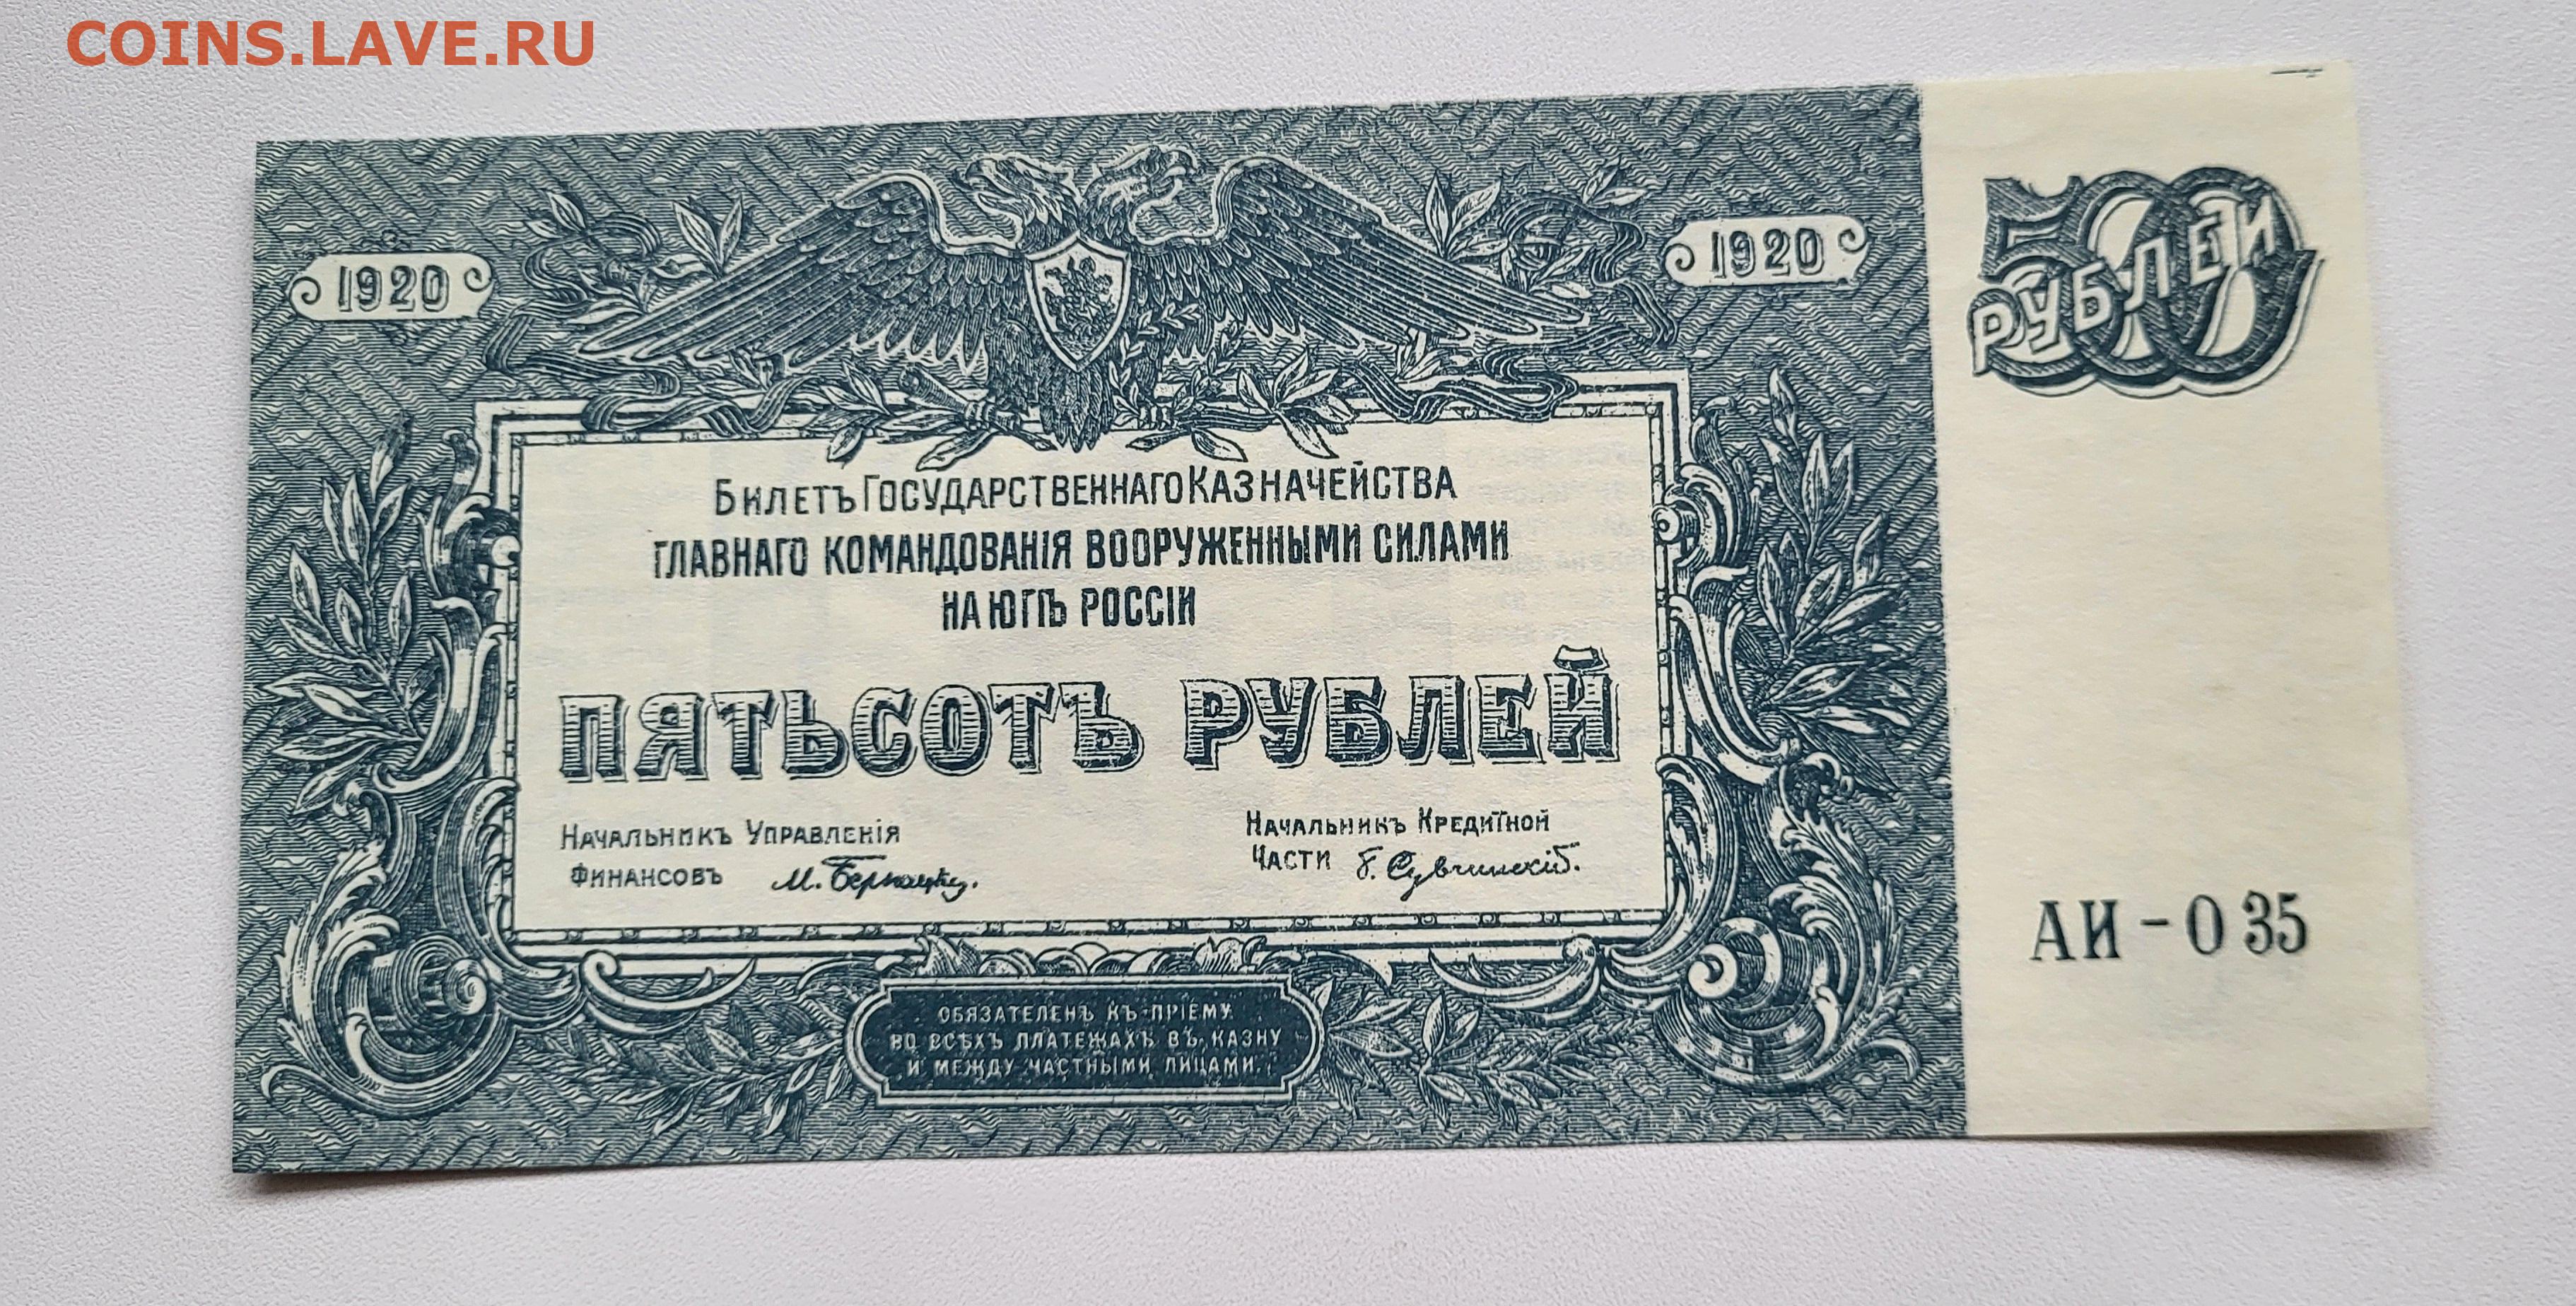 COINS.LAVE.RU
1920
1920
500
РУБЛЕЙ
БИЛЕТЪ ГОСУДАРСТВЕННАГО КАЗНАЧЕЙСТВА
ГЛАВНАГО КОМАНДОВАНІЯ ВООРУЖЕННЫМИ СИЛАМИ
НА ЮГѢ РОССІИ
ПЯТЬСОТЪ РУБЛЕЙ
НАЧАЛЬНИКЪ УПРАВЛЕНІЯ
ФИНАНСОВЪ М. Бернацкій.
НАЧАЛЬНИКЪ КРЕДИТНОЙ
ЧАСТИ Б. Сувчинскій.
АИ - 035
ОБЯЗАТЕЛЕНЪ КЪ ПРІЕМУ
ВО ВСѢХЪ ПЛАТЕЖАХЪ ВЪ КАЗНУ
И МЕЖДУ ЧАСТНЫМИ ЛИЦАМИ.